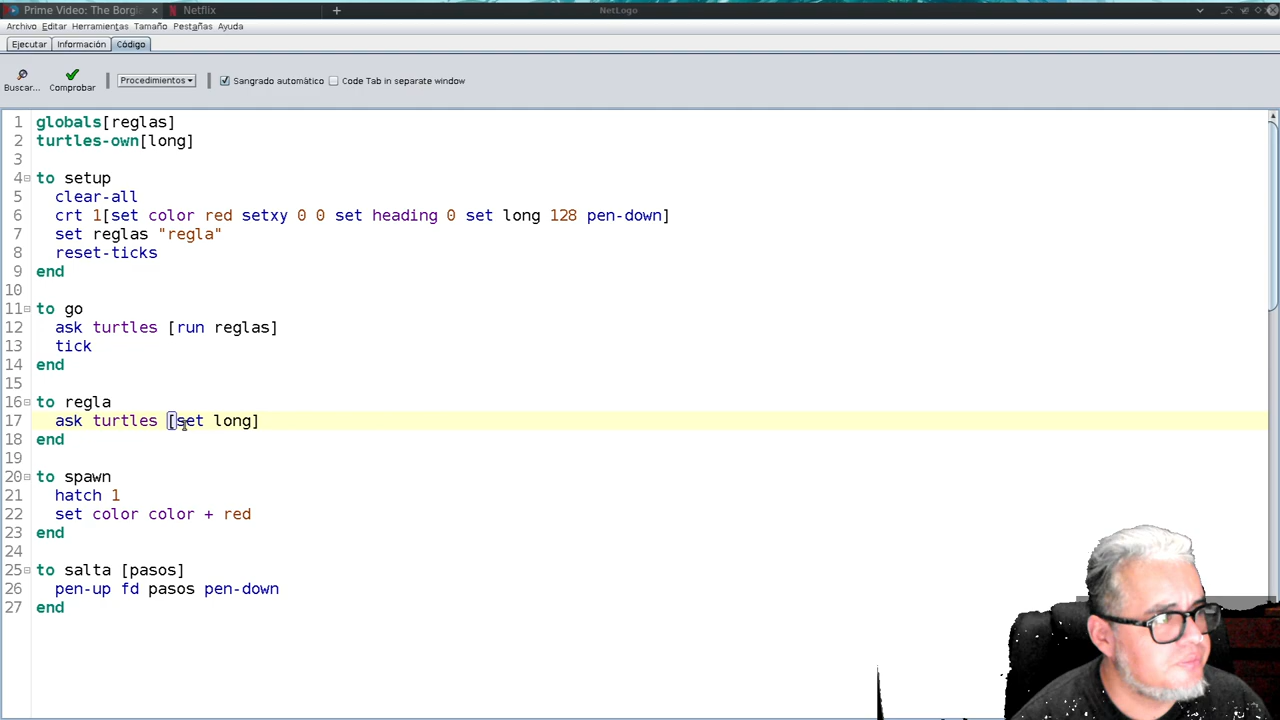 Prime Video: The Borgi
Netflix
NetLogo
Archivo Editar Herramientas Tamaño Pestañas Ayuda
Ejecutar Información Código
Buscar... Comprobar Procedimientos Sangrado automático Code Tab in separate window
1 globals[reglas]
2 turtles-own[long]
3
4 to setup
5 clear-all
6 crt 1[set color red setxy 0 0 set heading 0 set long 128 pen-down]
7 set reglas "regla"
8 reset-ticks
9 end
10
11 to go
12 ask turtles [run reglas]
13 tick
14 end
15
16 to regla
17 ask turtles [set long]
18 end
19
20 to spawn
21 hatch 1
22 set color color + red
23 end
24
25 to salta [pasos]
26 pen-up fd pasos pen-down
27 end